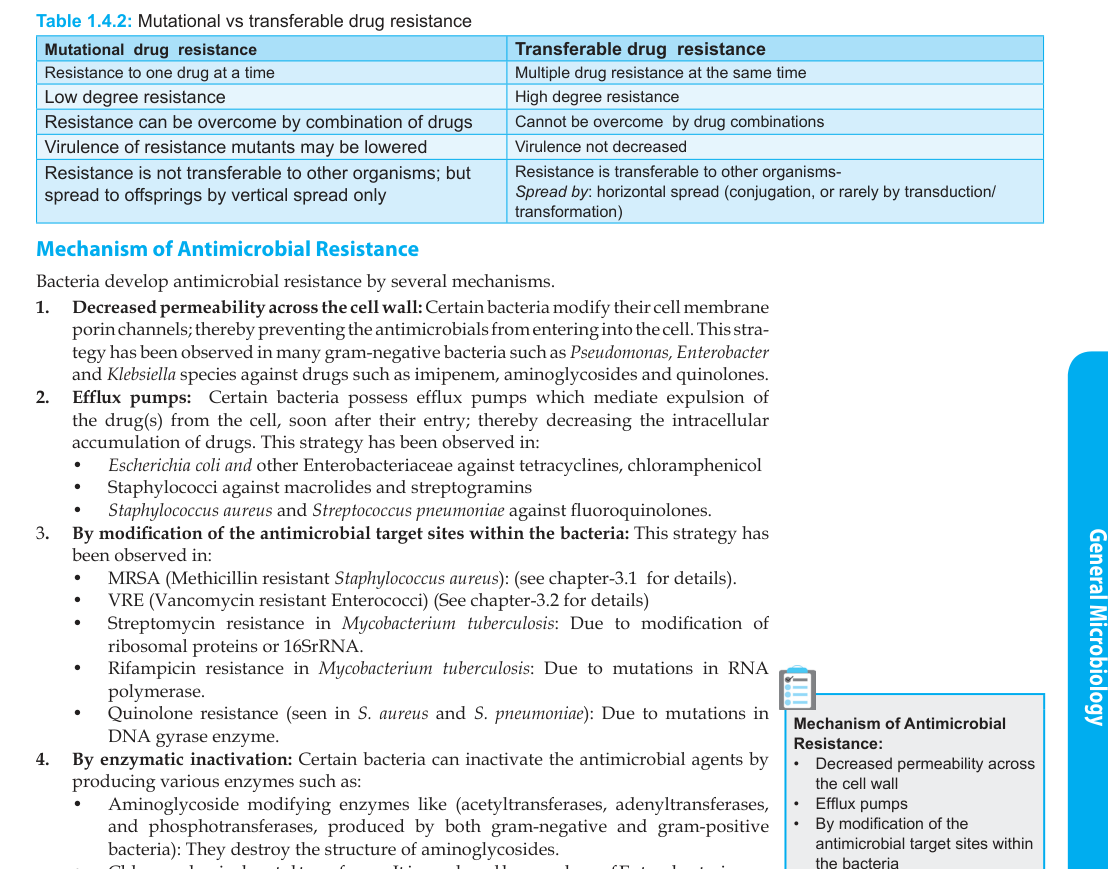 Table 1.4.2: Mutational vs transferable drug resistance
Mutational drug resistance
Transferable drug resistance
Resistance to one drug at a time
Multiple drug resistance at the same time
Low degree resistance
High degree resistance
Resistance can be overcome by combination of drugs
Cannot be overcome by drug combinations
Virulence of resistance mutants may be lowered
Virulence not decreased
Resistance is not transferable to other organisms; but
spread to offsprings by vertical spread only
Resistance is transferable to other organisms-
Spread by: horizontal spread (conjugation, or rarely by transduction/
transformation)
Mechanism of Antimicrobial Resistance
Bacteria develop antimicrobial resistance by several mechanisms.
1. Decreased permeability across the cell wall: Certain bacteria modify their cell membrane
porin channels; thereby preventing the antimicrobials from entering into the cell. This stra-
tegy has been observed in many gram-negative bacteria such as Pseudomonas, Enterobacter
and Klebsiella species against drugs such as imipenem, aminoglycosides and quinolones.
2. Efflux pumps: Certain bacteria possess efflux pumps which mediate expulsion of
the drug(s) from the cell, soon after their entry; thereby decreasing the intracellular
accumulation of drugs. This strategy has been observed in:
• Escherichia coli and other Enterobacteriaceae against tetracyclines, chloramphenicol
• Staphylococci against macrolides and streptogramins
• Staphylococcus aureus and Streptococcus pneumoniae against fluoroquinolones.
3. By modification of the antimicrobial target sites within the bacteria: This strategy has
been observed in:
• MRSA (Methicillin resistant Staphylococcus aureus): (see chapter-3.1 for details).
• VRE (Vancomycin resistant Enterococci) (See chapter-3.2 for details)
• Streptomycin resistance in Mycobacterium tuberculosis: Due to modification of
ribosomal proteins or 16SrRNA.
• Rifampicin resistance in Mycobacterium tuberculosis: Due to mutations in RNA
polymerase.
• Quinolone resistance (seen in S. aureus and S. pneumoniae): Due to mutations in
DNA gyrase enzyme.
4. By enzymatic inactivation: Certain bacteria can inactivate the antimicrobial agents by
producing various enzymes such as:
• Aminoglycoside modifying enzymes like (acetyltransferases, adenyltransferases,
and phosphotransferases, produced by both gram-negative and gram-positive
bacteria): They destroy the structure of aminoglycosides.
Mechanism of Antimicrobial
Resistance:
• Decreased permeability across
the cell wall
• Efflux pumps
• By modification of the
antimicrobial target sites within
the bacteria
General Microbiology